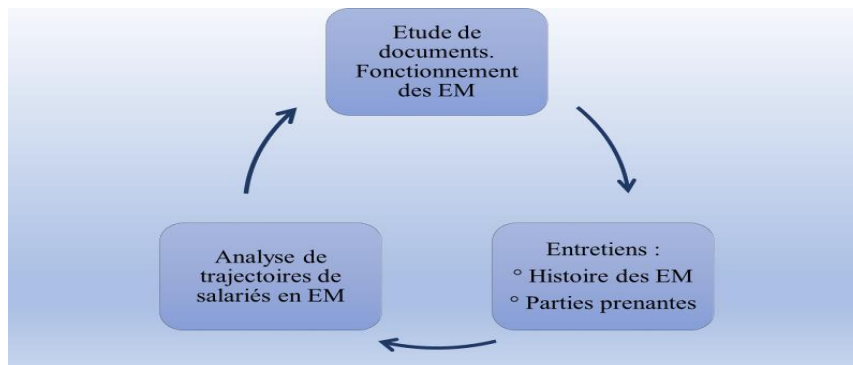 Etude de
documents.
Fonctionnement
des EM
Entretiens :
° Histoire des EM
° Parties prenantes
Analyse de
trajectoires de
salariés en EM